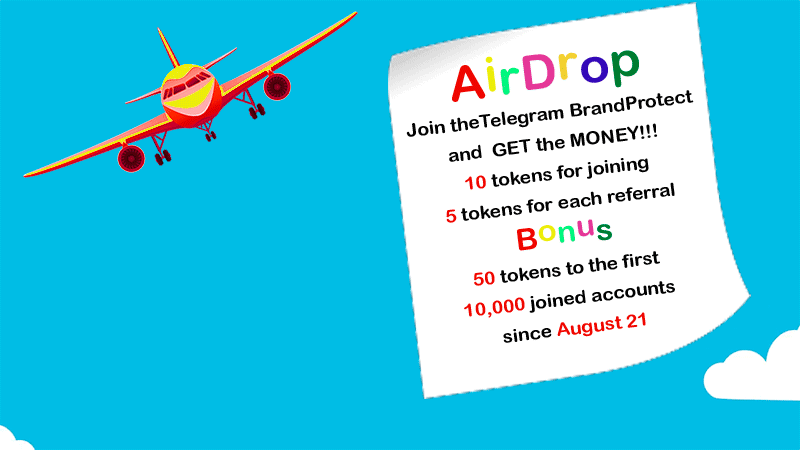 AirDrop
Join theTelegram BrandProtect
and GET the MONEY!!!
10 tokens for joining
5 tokens for each referral
Bonus
50 tokens to the first
10,000 joined accounts
since August 21